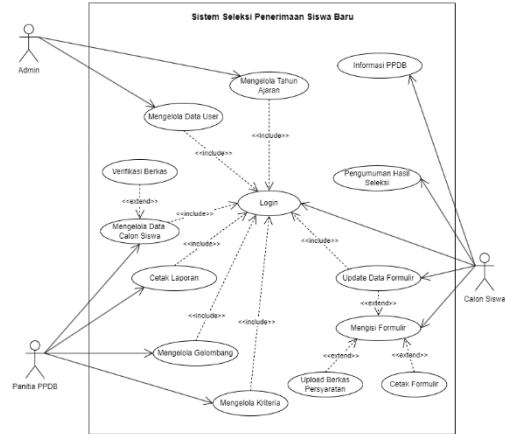 Sistem Seleksi Penerimaan Siswa Baru
Admin
Mengelola Tahun
Ajaran
Informasi PPDB
Mengelola Data User
<<include>>
<<include>>
Verifikasi Berkas
<<extend>>
Pengumuman Hasil
Seleksi
Mengelola Data
Calon Siswa
<<include>>
Login
<<include>>
<<include>>
Cetak Laporan
Update Data Formulir
Calon Siswa
<<extend>>
<<include>>
<<include>>
Mengisi Formulir
Mengelola Gelombang
Panitia PPDB
<<extend>>
<<extend>>
Upload Berkas
Persyaratan
Cetak Formulir
Mengelola Kriteria